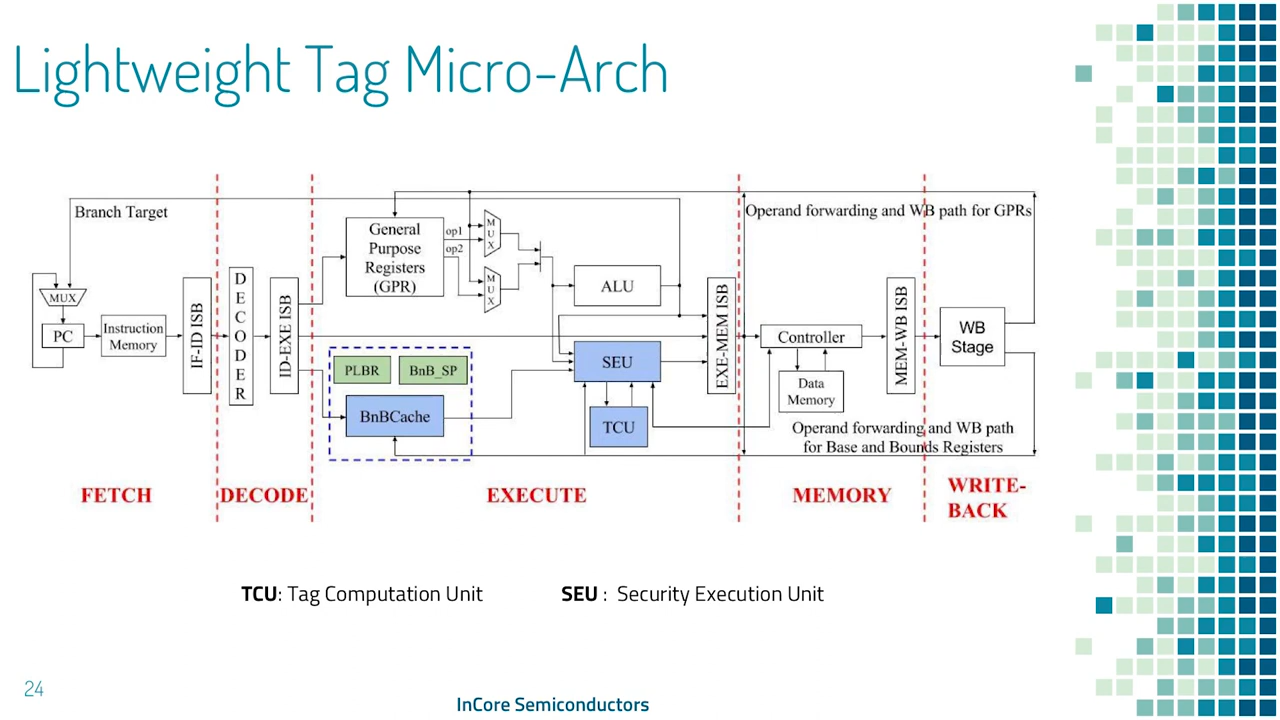 Lightweight Tag Micro-Arch
Branch Target
MUX
PC
Instruction
Memory
IF-ID ISB
DECODER
ID-EXE ISB
General
Purpose
Registers
(GPR)
op1
op2
MUX
MUX
ALU
PLBR
BnB_SP
BnBCache
SEU
TCU
EXE-MEM ISB
Operand forwarding and WB path for GPRs
Controller
Data
Memory
MEM-WB ISB
WB
Stage
Operand forwarding and WB path
for Base and Bounds Registers
FETCH
DECODE
EXECUTE
MEMORY
WRITE-
BACK
TCU: Tag Computation Unit
SEU : Security Execution Unit
24
InCore Semiconductors